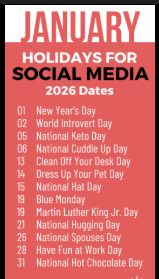 JANUARY
HOLIDAYS FOR
SOCIAL MEDIA
2026 Dates
01 New Year's Day
02 World Introvert Day
05 National Keto Day
06 National Cuddle Up Day
13 Clean Off Your Desk Day
14 Dress Up Your Pet Day
15 National Hat Day
19 Blue Monday
19 Martin Luther King Jr. Day
21 National Hugging Day
26 National Spouses Day
28 Have Fun at Work Day
31 National Hot Chocolate Day